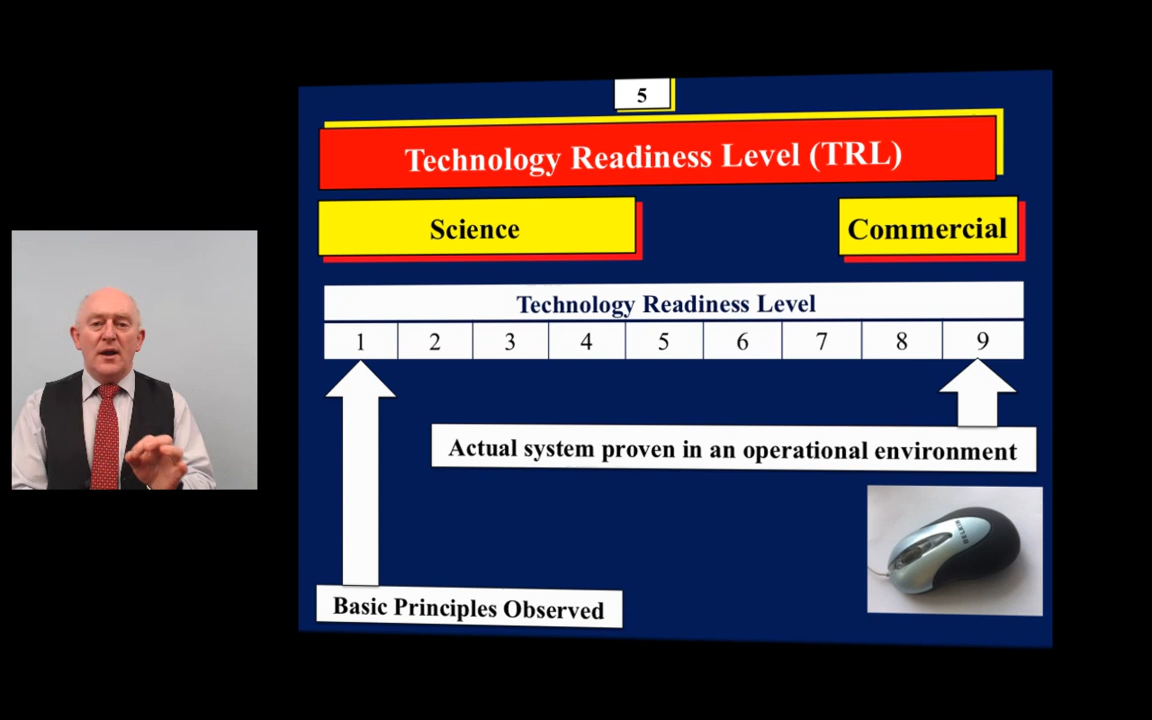 5
Technology Readiness Level (TRL)
Science
Commercial
Technology Readiness Level
1 2 3 4 5 6 7 8 9
Actual system proven in an operational environment
BELKIN
Basic Principles Observed